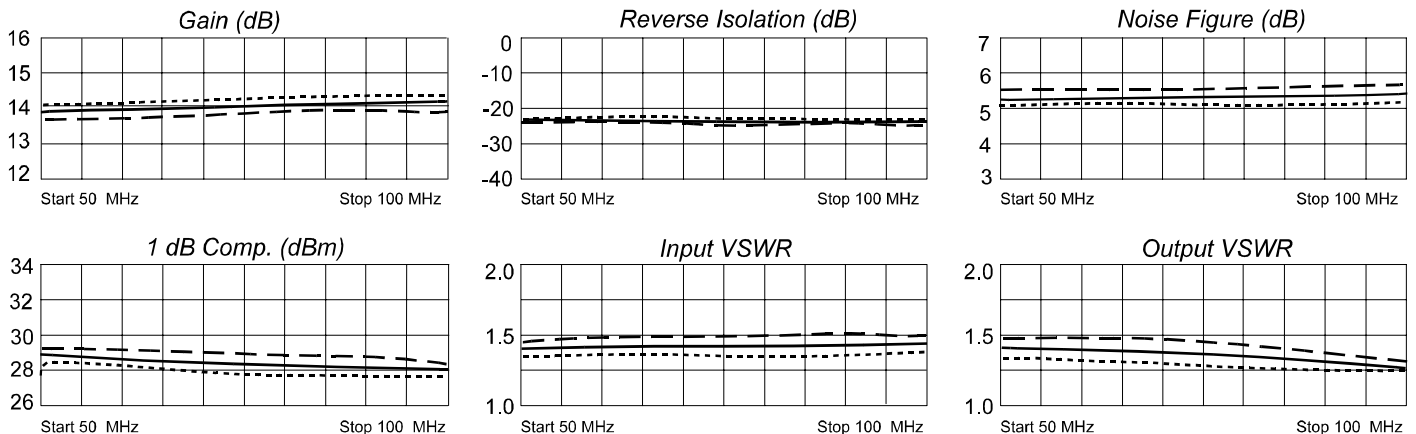 Gain (dB)
16
15
14
13
12
Start 50 MHz
Stop 100 MHz
Reverse Isolation (dB)
0
-10
-20
-30
-40
Start 50 MHz
Stop 100 MHz
Noise Figure (dB)
7
6
5
4
3
Start 50 MHz
Stop 100 MHz
1 dB Comp. (dBm)
34
32
30
28
26
Start 50 MHz
Stop 100 MHz
Input VSWR
2.0
1.5
1.0
Start 50 MHz
Stop 100 MHz
Output VSWR
2.0
1.5
1.0
Start 50 MHz
Stop 100 MHz